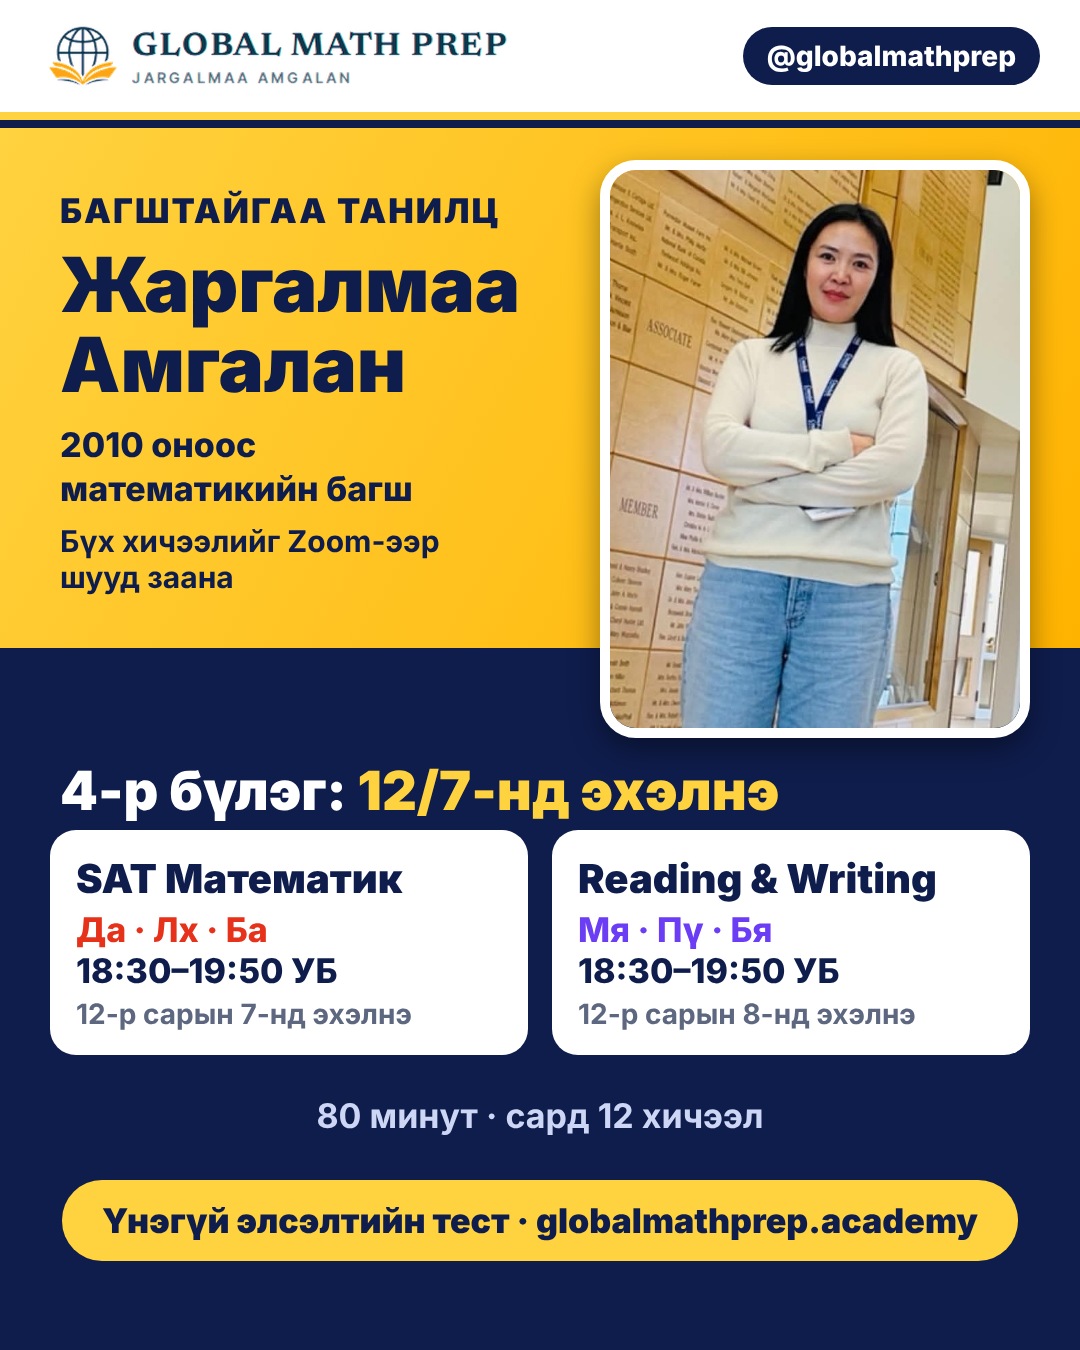 GLOBAL MATH PREP
JARGALMAA AMGALAN
@globalmathprep
БАГШТАЙГАА ТАНИЛЦ
Жаргалмаа
Амгалан
2010 оноос
математикийн багш
Бүх хичээлийг Zoom-ээр
шууд заана
ASSOCIATE
MEMBER
4-р бүлэг: 12/7-нд эхэлнэ
SAT Математик
Да · Лх · Ба
18:30–19:50 УБ
12-р сарын 7-нд эхэлнэ
Reading & Writing
Мя · Пү · Бя
18:30–19:50 УБ
12-р сарын 8-нд эхэлнэ
80 минут · сард 12 хичээл
Үнэгүй элсэлтийн тест · globalmathprep.academy